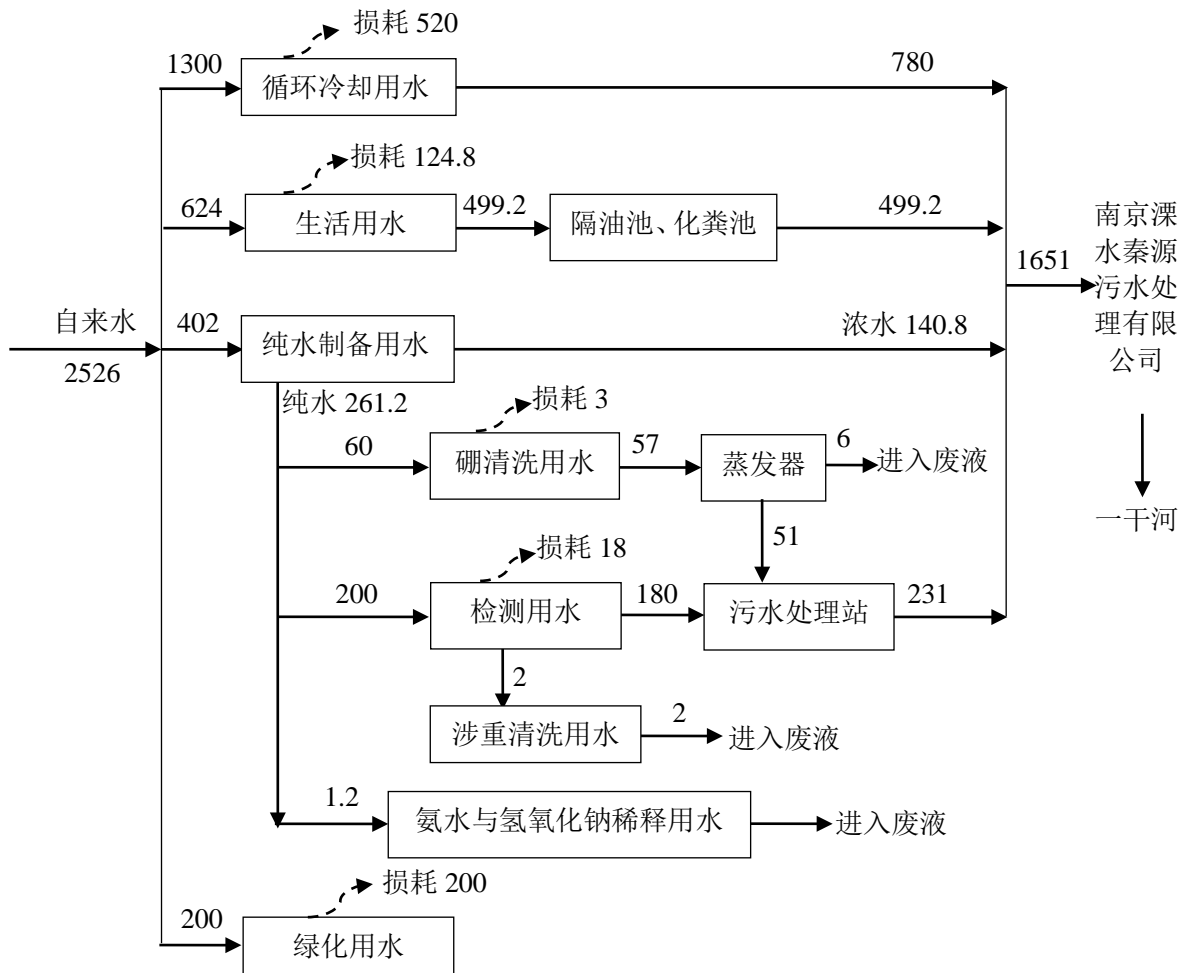 损耗 520
1300
循环冷却用水
780
损耗 124.8
624
生活用水
499.2
隔油池、化粪池
499.2
1651
南京溧
水秦源
污水处
理有限
公司
自来水
2526
402
纯水制备用水
浓水 140.8
纯水 261.2
损耗 3
60
硼清洗用水
57
蒸发器
6
进入废液
51
一干河
损耗 18
200
检测用水
180
污水处理站
231
2
涉重清洗用水
2
进入废液
1.2
氨水与氢氧化钠稀释用水
进入废液
损耗 200
200
绿化用水